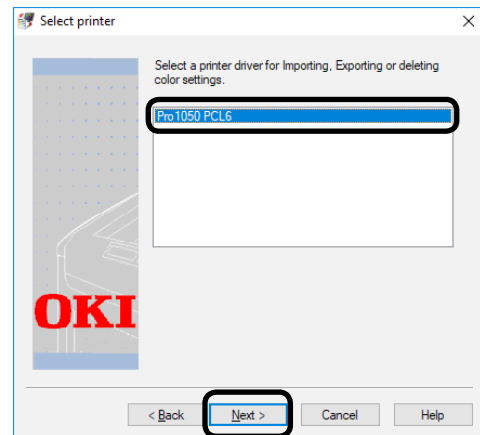 Select printer
Select a printer driver for Importing, Exporting or deleting
color settings.
Pro1050 PCL6
OKI
< Back
Next >
Cancel
Help